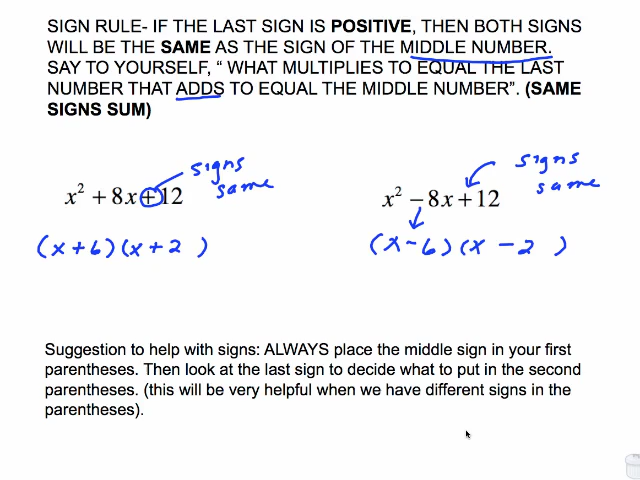 SIGN RULE- IF THE LAST SIGN IS POSITIVE, THEN BOTH SIGNS
WILL BE THE SAME AS THE SIGN OF THE MIDDLE NUMBER.
SAY TO YOURSELF, “ WHAT MULTIPLIES TO EQUAL THE LAST
NUMBER THAT ADDS TO EQUAL THE MIDDLE NUMBER”. (SAME
SIGNS SUM)
signs
same
x² + 8x + 12
(x + 6)(x + 2 )
signs
same
x² − 8x + 12
(x − 6)(x − 2 )
Suggestion to help with signs: ALWAYS place the middle sign in your first
parentheses. Then look at the last sign to decide what to put in the second
parentheses. (this will be very helpful when we have different signs in the
parentheses).